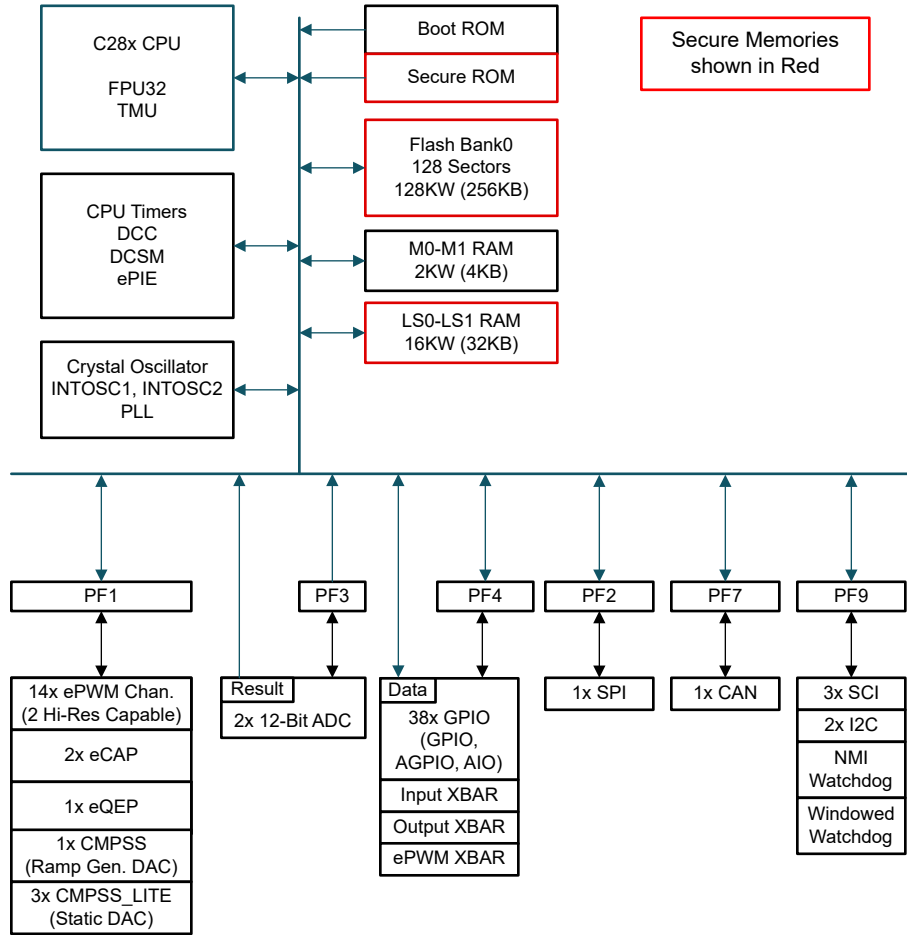 C28x CPU
FPU32
TMU
CPU Timers
DCC
DCSM
ePIE
Crystal Oscillator
INTOSC1, INTOSC2
PLL
Boot ROM
Secure ROM
Flash Bank0
128 Sectors
128KW (256KB)
M0-M1 RAM
2KW (4KB)
LS0-LS1 RAM
16KW (32KB)
Secure Memories
shown in Red
PF1
PF3
PF4
PF2
PF7
PF9
14x ePWM Chan.
(2 Hi-Res Capable)
2x eCAP
1x eQEP
1x CMPSS
(Ramp Gen. DAC)
3x CMPSS_LITE
(Static DAC)
Result
2x 12-Bit ADC
Data
38x GPIO
(GPIO,
AGPIO, AIO)
Input XBAR
Output XBAR
ePWM XBAR
1x SPI
1x CAN
3x SCI
2x I2C
NMI
Watchdog
Windowed
Watchdog